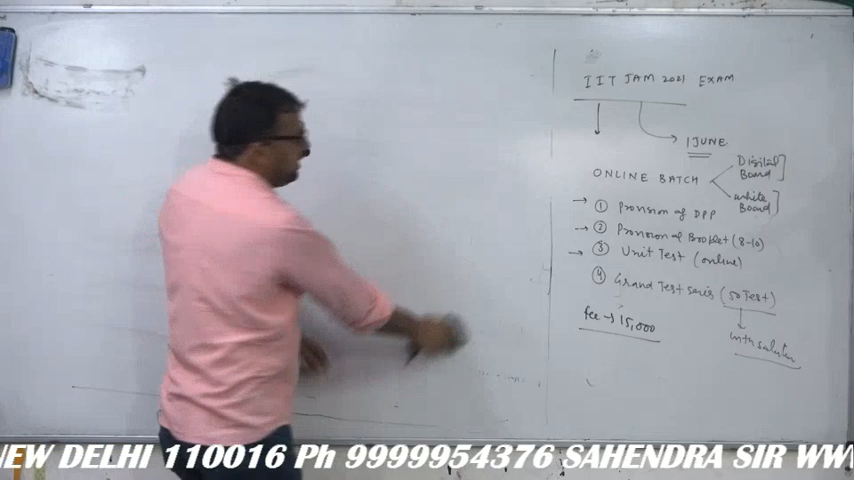 IIT JAM 2021 EXAM
1 JUNE
ONLINE BATCH
Digital Board
White Board
① Provision of DPP
② Provision of Booklet (8-10)
③ Unit Test (online)
④ Grand Test Series (50 Test)
fee → 15,000
with
NEW DELHI 110016 Ph 9999954376 SAHENDRA SIR WWW